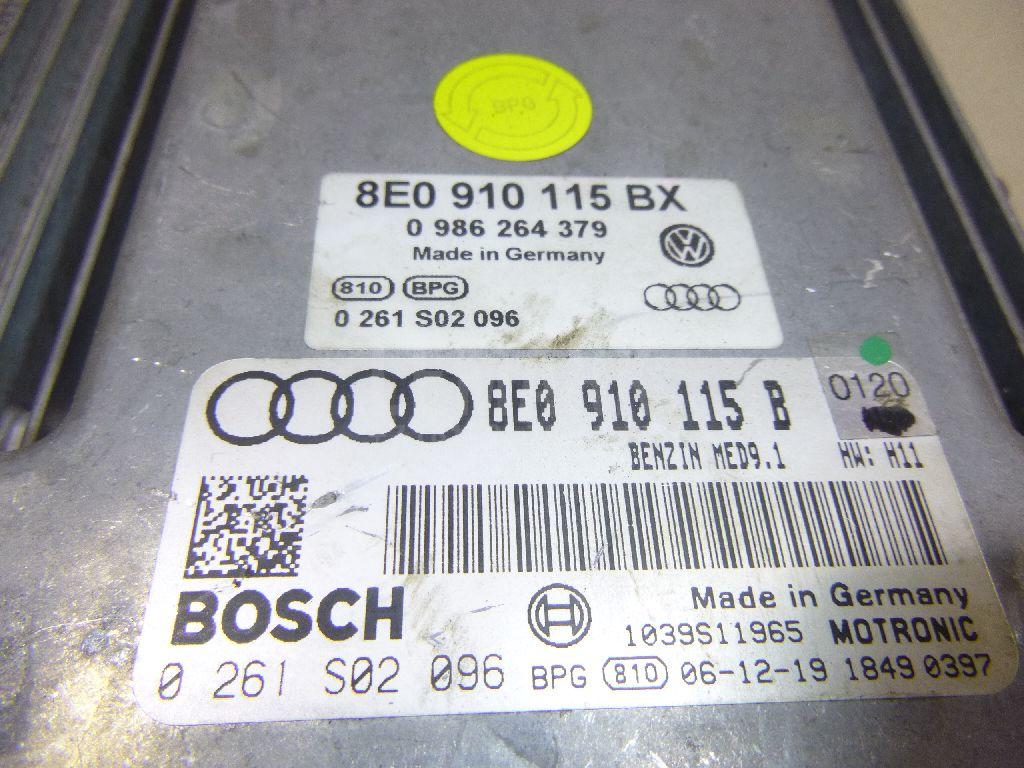 BPG
8E0 910 115 BX
0 986 264 379
Made in Germany
810 BPG
0 261 S02 096
8E0 910 115 B
0120
BENZIN MED9.1 HW: H11
BOSCH
Made in Germany
1039S11965 MOTRONIC
0 261 S02 096 BPG 810 06-12-19 1849 0397